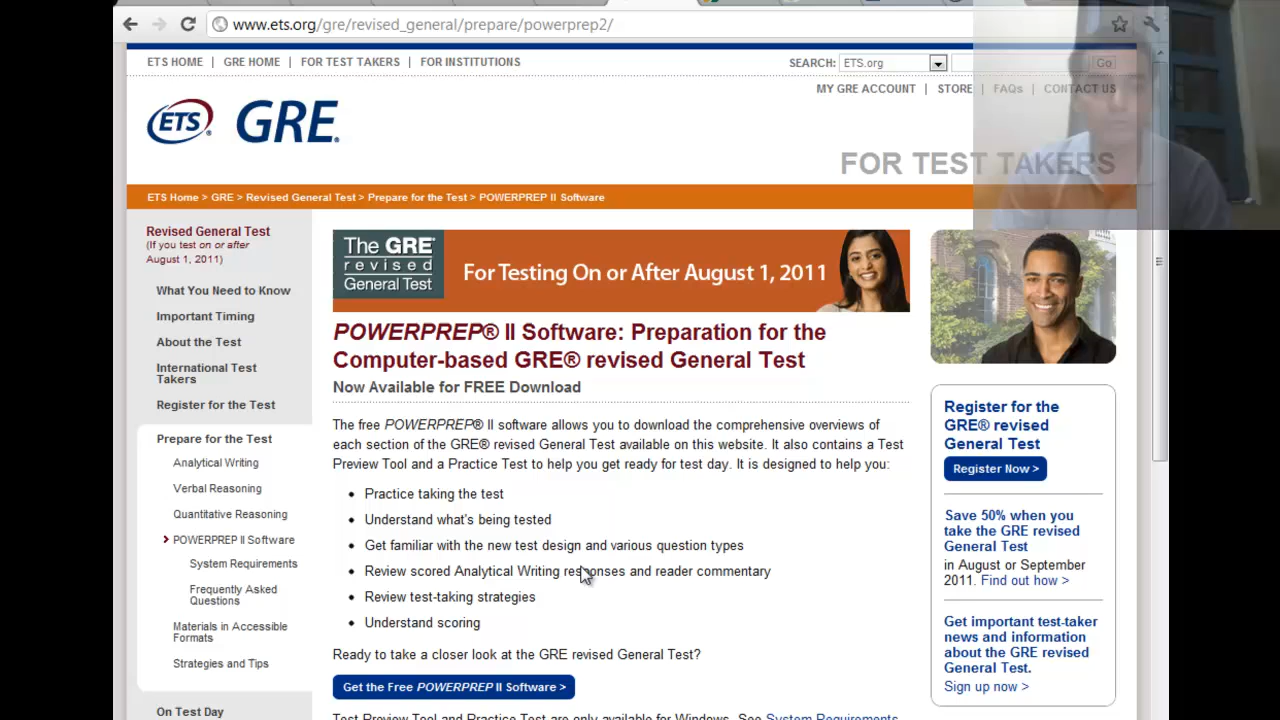 www.ets.org/gre/revised_general/prepare/powerprep2/
ETS HOME | GRE HOME | FOR TEST TAKERS | FOR INSTITUTIONS
SEARCH: ETS.org Go
MY GRE ACCOUNT | STORE | FAQs | CONTACT US
ETS GRE
FOR TEST TAKERS
ETS Home > GRE > Revised General Test > Prepare for the Test > POWERPREP II Software
Revised General Test
(If you test on or after
August 1, 2011)
What You Need to Know
Important Timing
About the Test
International Test
Takers
Register for the Test
Prepare for the Test
Analytical Writing
Verbal Reasoning
Quantitative Reasoning
POWERPREP II Software
System Requirements
Frequently Asked
Questions
Materials in Accessible
Formats
Strategies and Tips
On Test Day
The GRE®
revised
General Test
For Testing On or After August 1, 2011
POWERPREP® II Software: Preparation for the
Computer-based GRE® revised General Test
Now Available for FREE Download
The free POWERPREP® II software allows you to download the comprehensive overviews of
each section of the GRE® revised General Test available on this website. It also contains a Test
Preview Tool and a Practice Test to help you get ready for test day. It is designed to help you:
• Practice taking the test
• Understand what's being tested
• Get familiar with the new test design and various question types
• Review scored Analytical Writing responses and reader commentary
• Review test-taking strategies
• Understand scoring
Ready to take a closer look at the GRE revised General Test?
Get the Free POWERPREP II Software >
Test Preview Tool and Practice Test are only available for Windows. See System Requirements
Register for the
GRE® revised
General Test
Register Now >
Save 50% when you
take the GRE revised
General Test
in August or September
2011. Find out how >
Get important test-taker
news and information
about the GRE revised
General Test.
Sign up now >